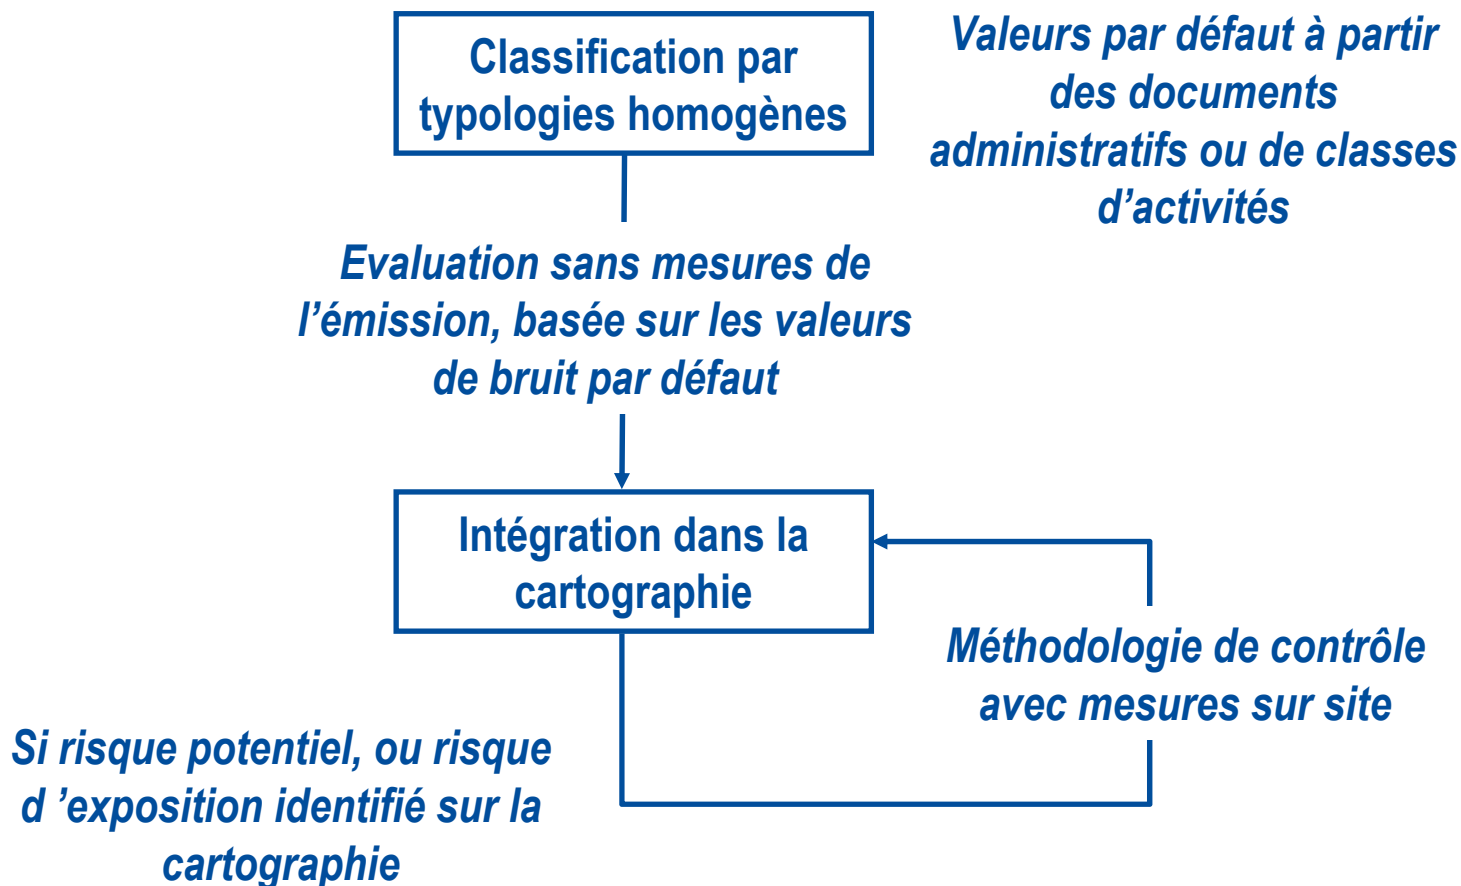 Classification par
typologies homogènes
Valeurs par défaut à partir
des documents
administratifs ou de classes
d’activités
Evaluation sans mesures de
l’émission, basée sur les valeurs
de bruit par défaut
Intégration dans la
cartographie
Méthodologie de contrôle
avec mesures sur site
Si risque potentiel, ou risque
d ’exposition identifié sur la
cartographie